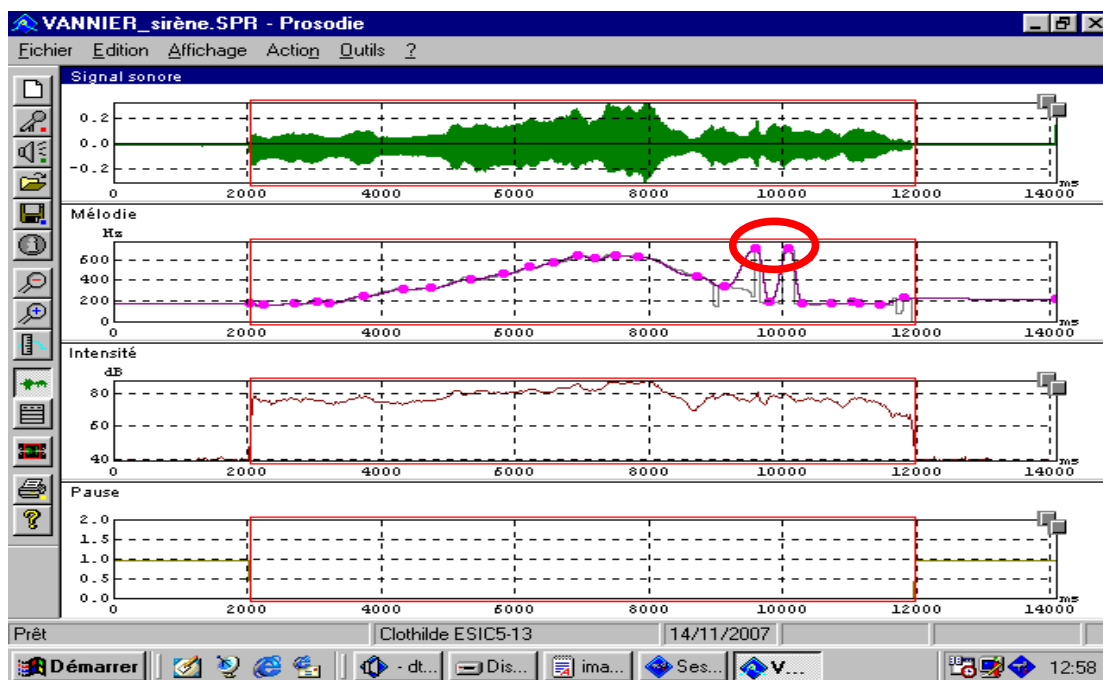 VANNIER_sirène.SPR - Prosodie
Fichier Edition Affichage Action Outils ?
Signal sonore
0.2
0.0
-0.2
ms
0 2000 4000 6000 8000 10000 12000 14000
Mélodie
Hz
600
400
200
0
ms
0 2000 4000 6000 8000 10000 12000 14000
Intensité
dB
80
60
40
ms
0 2000 4000 6000 8000 10000 12000 14000
Pause
2.0
1.5
1.0
0.5
0.0
ms
0 2000 4000 6000 8000 10000 12000 14000
Prêt Clothilde ESIC5-13 14/11/2007
Démarrer - dt... Dis... ima... Ses... V... 12:58